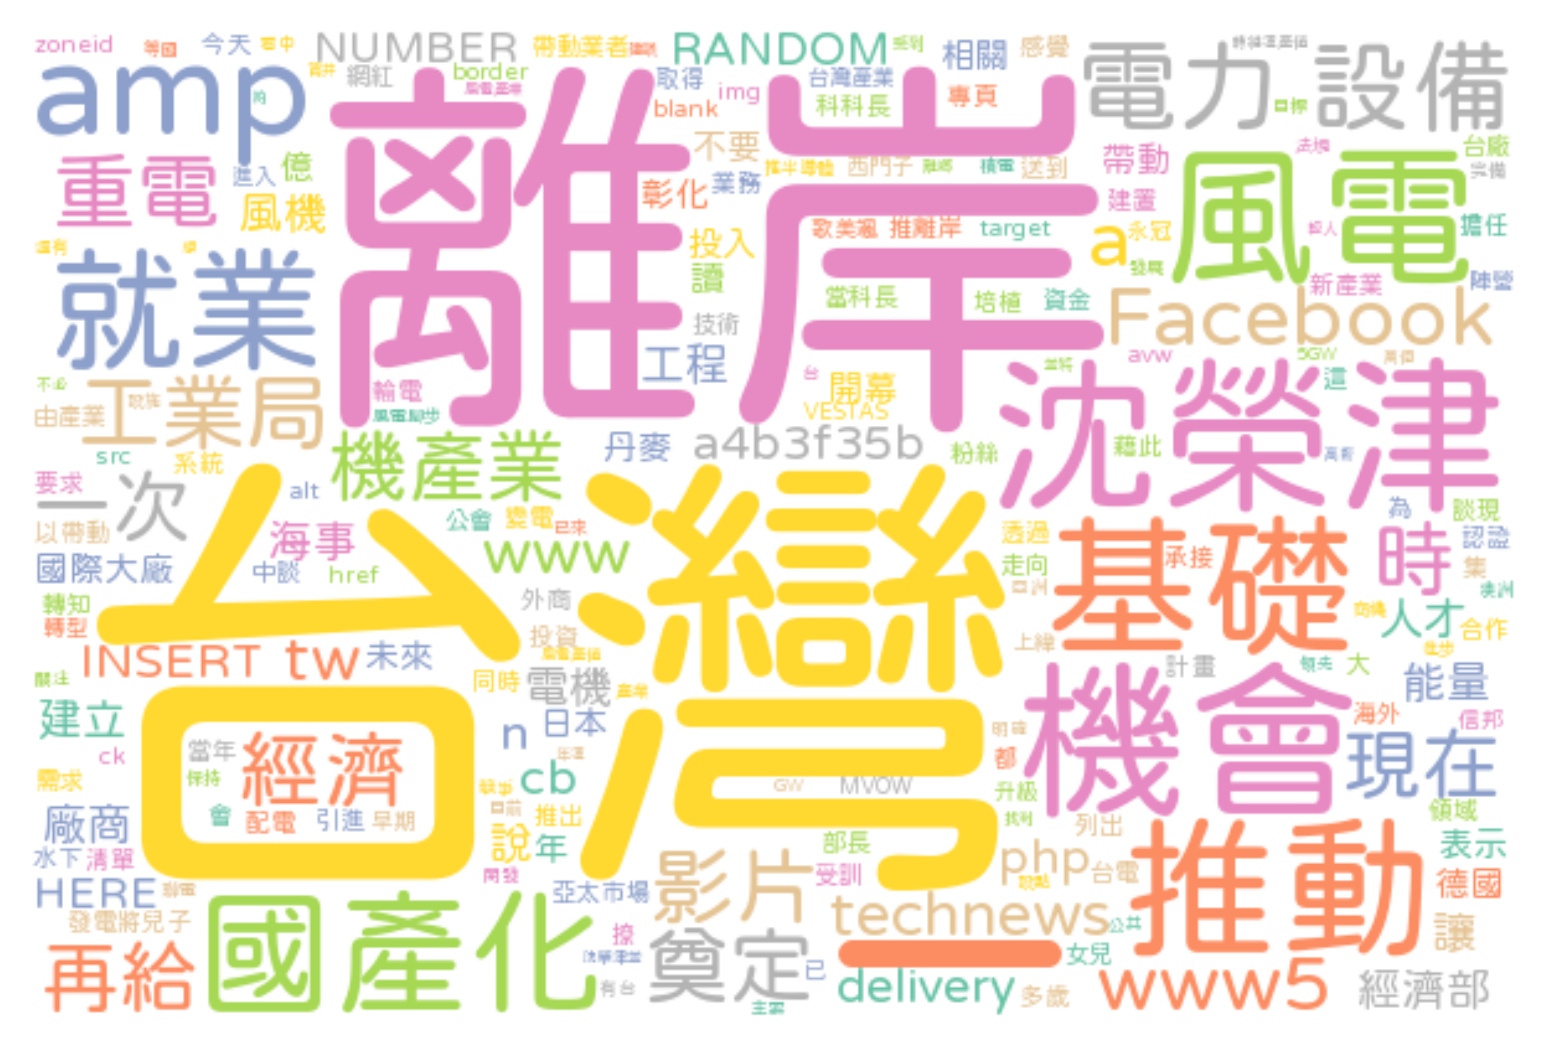 zoneid
今天
NUMBER
帶動業者
RANDOM
相關
感覺
amp
網紅
border
取得
台灣產業
電力
設備
img
blank
科科長
專頁
離岸
重電
進入
億
風機
不要
彰化
業務
西門子
送到
帶動
建置
風電
台廠
擔任
投入
歌美颯
推離岸
target
a
永冠
就業
讀
當科長
培植
資金
新產業
陣營
Facebook
技術
工程
avw
工業局
由產業
輪電
開幕
VESTAS
這
沈榮津
機產業
丹麥
a4b3f35b
粉絲
藉此
src
系統
要求
一次
alt
以帶動
海事
公會
變電
www
透過
為
談現
國際大廠
中談
href
走向
基礎
承接
時
認證
集
轉知
轉型
外商
投資
人才
合作
台灣
INSERT
tw
未來
上緯
計畫
大
同時
電機
機會
能量
建立
n
日本
海外
信邦
ck
當年
經濟
都
現在
需求
保持
cb
GW
MVOW
升級
廠商
會
配電
引進
早期
推出
領域
說
年
部長
列出
推動
表示
水下
清單
影片
受訓
php
台電
HERE
亞太市場
德國
發電將兒子
國產化
technews
公共
讓
再給
撩
奠定
已
女兒
有台
delivery
多歲
www5
經濟部